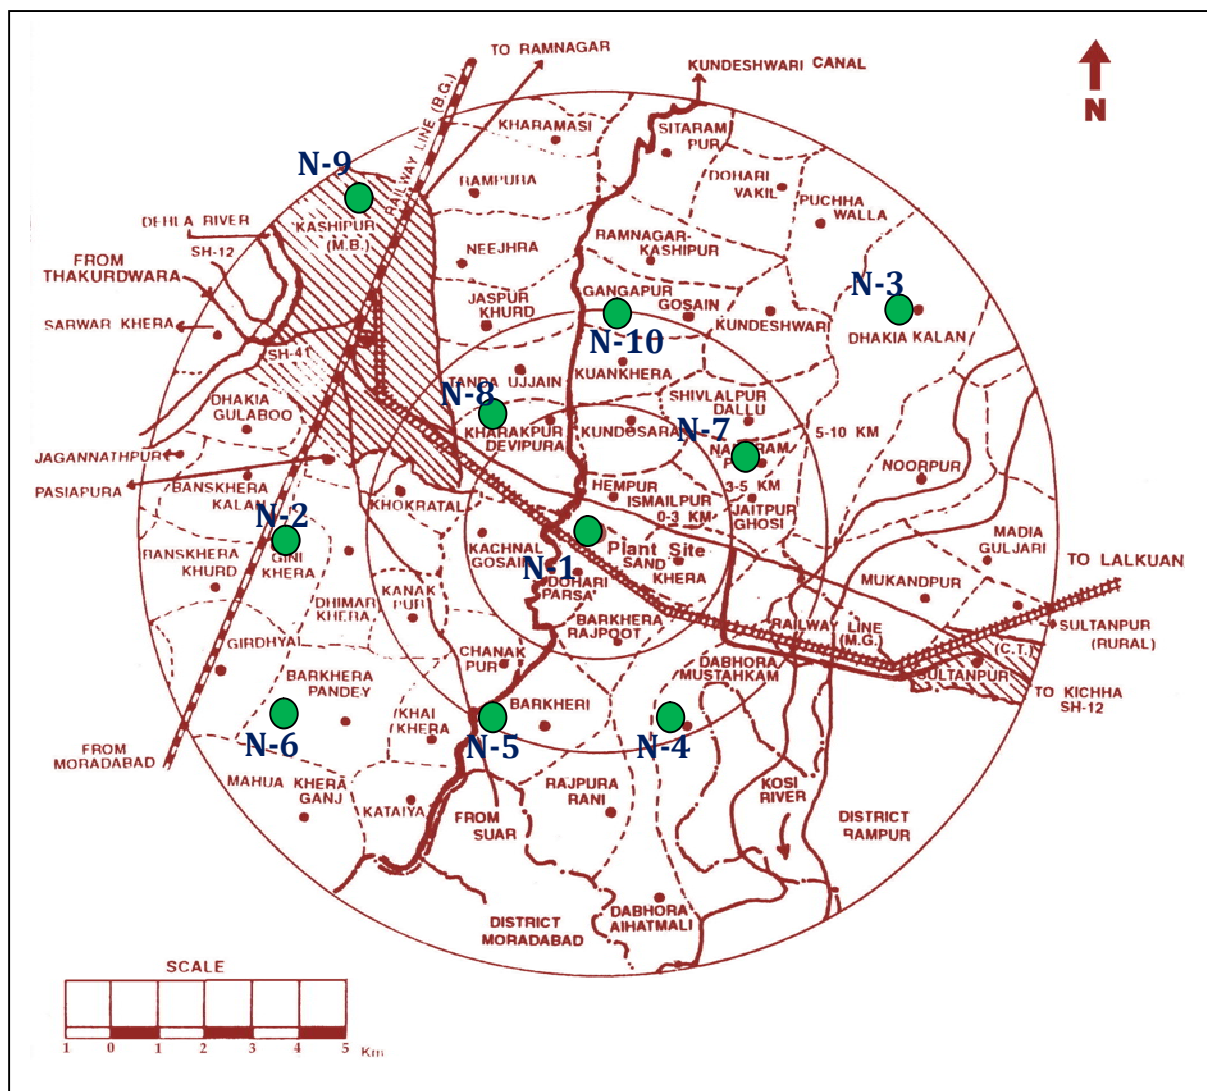 TO RAMNAGAR
KUNDESHWARI CANAL
N
RAILWAY LINE (B.G.)
KHARAMASI
SITARAM
PUR
N-9
DOHARI
VAKIL
RAMPURA
PUCHHA
WALLA
KASHIPUR
(M.B.)
DEHLA RIVER
SH-12
FROM
THAKURDWARA
NEEJHRA
RAMNAGAR-
KASHIPUR
N-3
JASPUR
KHURD
GANGAPUR
GOSAIN
KUNDESHWARI
DHAKIA KALAN
SARWAR KHERA
SH-41
N-10
KUANKHERA
TANDA UJJAIN
N-8
DHAKIA
GULABOO
SHIVLALPUR
DALLU
KHARAKPUR
DEVIPURA
KUNDOSARAI
N-7
5-10 KM
JAGANNATHPUR
PASIAPURA
BANSKHERA
KALAN
NOORPUR
HEMPUR
3-5 KM
KHOKRATAL
ISMAILPUR
0-3 KM
JAITPUR
GHOSI
N-2
GINI
KHERA
BANSKHERA
KHURD
KACHNAL
GOSAIN
N-1
Plant Site
SAND
KHERA
MADIA
GULJARI
TO LALKUAN
DOHARI
PARSA
MUKANDPUR
KANAK
PUR
DHIMAR
KHERA
BARKHERA
RAJPOOT
RAILWAY LINE
(M.G.)
SULTANPUR
(RURAL)
GIRDHYAI
CHANAK
PUR
DABHORA
MUSTAHKAM
(C.T.)
SULTANPUR
BARKHERA
PANDEY
TO KICHHA
SH-12
KHAI
KHERA
BARKHERI
N-6
N-5
N-4
FROM
MORADABAD
MAHUA KHERA
GANJ
KATAIYA
FROM
SUAR
RAJPURA
RANI
KOSI
RIVER
DISTRICT
RAMPUR
DISTRICT
MORADABAD
DABHORA
AIHATMALI
SCALE
1 0 1 2 3 4 5 Km